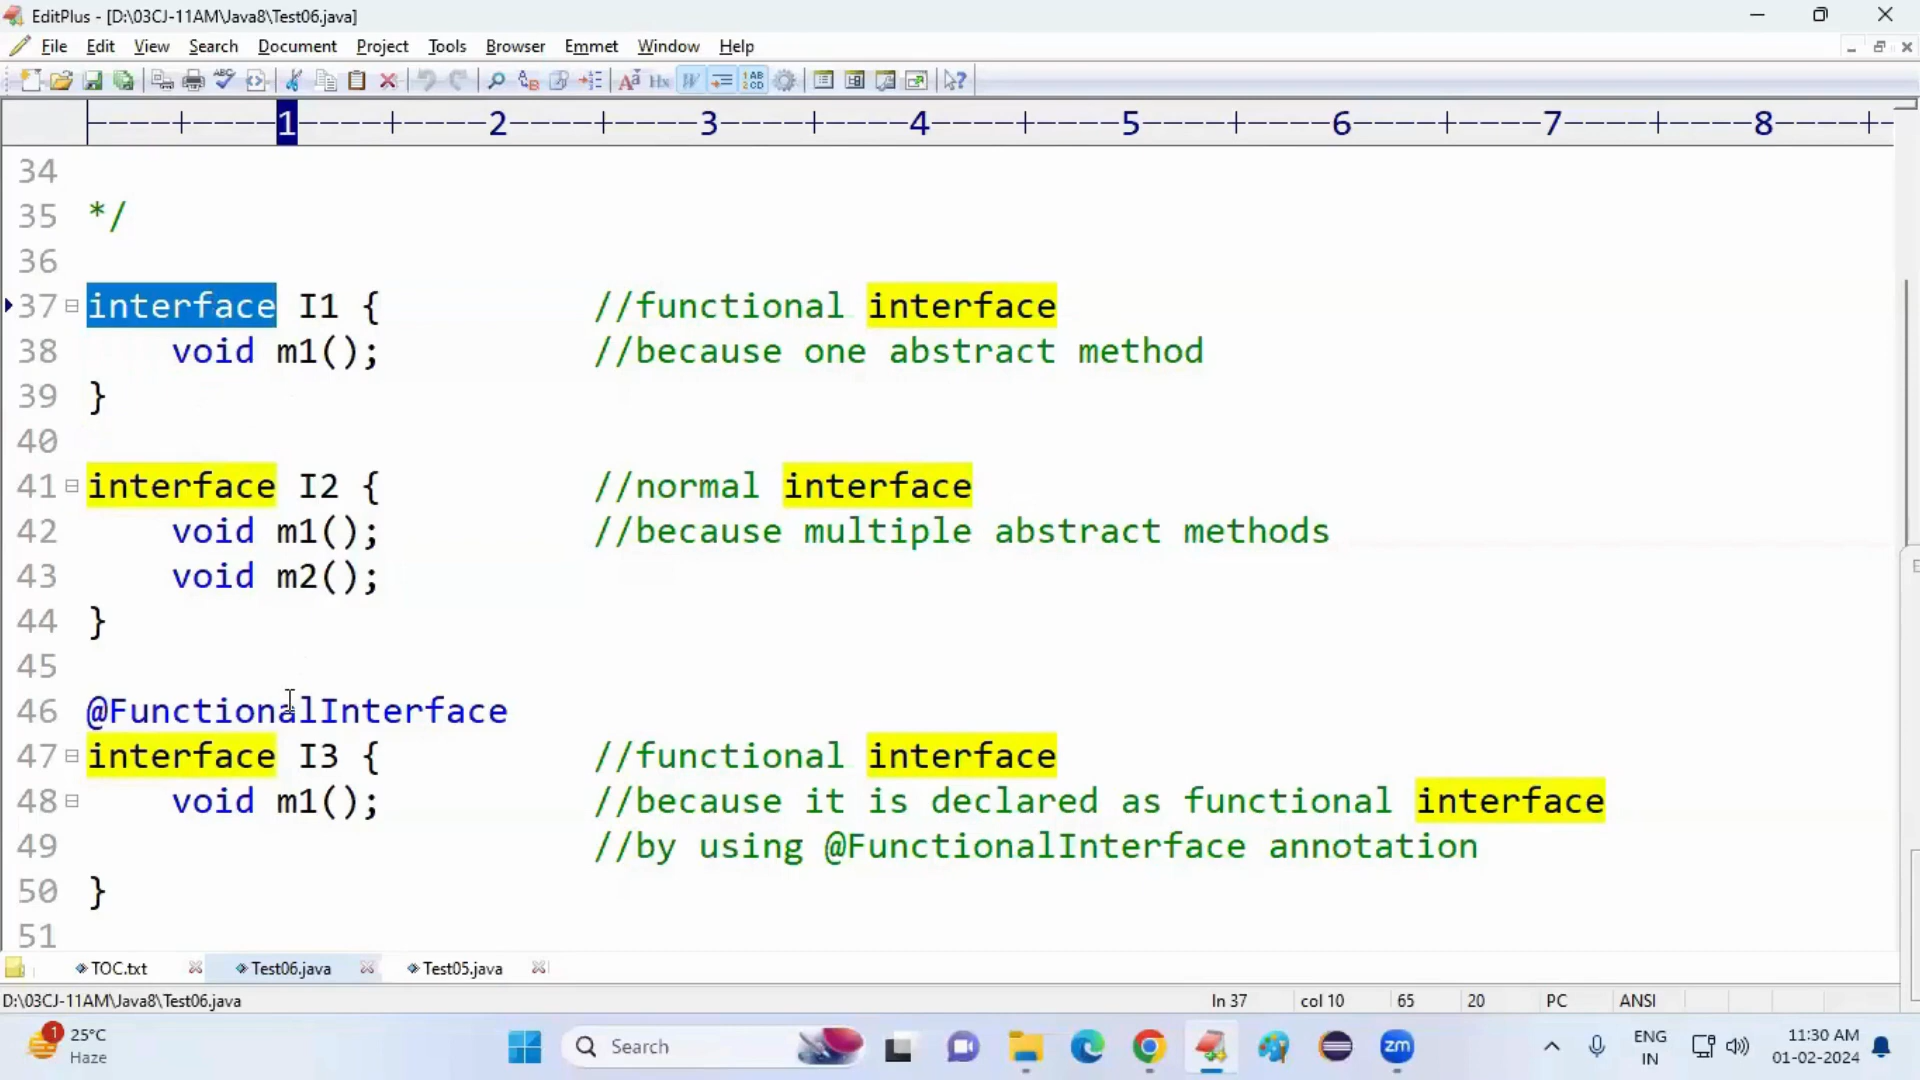 EditPlus - [D:\03CJ-11AM\Java8\Test06.java]
File Edit View Search Document Project Tools Browser Emmet Window Help
1 2 3 4 5 6 7 8
34
35 */
36
37 interface I1 { //functional interface
38 void m1(); //because one abstract method
39 }
40
41 interface I2 { //normal interface
42 void m1(); //because multiple abstract methods
43 void m2();
44 }
45
46 @FunctionalInterface
47 interface I3 { //functional interface
48 void m1(); //because it is declared as functional interface
49 //by using @FunctionalInterface annotation
50 }
51
TOC.txt Test06.java Test05.java
D:\03CJ-11AM\Java8\Test06.java ln 37 col 10 65 20 PC ANSI
1 25°C Haze Search zm ENG IN 11:30 AM 01-02-2024